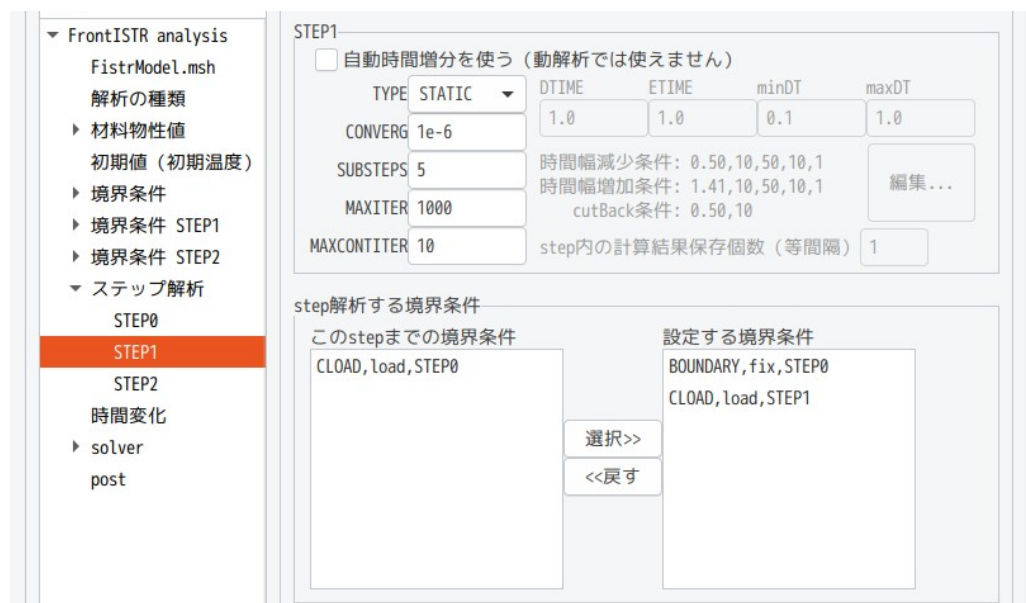 FrontISTR analysis
FistrModel.msh
解析の種類
材料物性値
初期値（初期温度）
境界条件
境界条件 STEP1
境界条件 STEP2
ステップ解析
STEP0
STEP1
STEP2
時間変化
solver
post
STEP1
自動時間増分を使う（動解析では使えません）
TYPE STATIC
CONVERG 1e-6
SUBSTEPS 5
MAXITER 1000
MAXCONTITER 10
DTIME ETIME minDT maxDT
1.0 1.0 0.1 1.0
時間幅減少条件: 0.50,10,50,10,1
時間幅増加条件: 1.41,10,50,10,1
cutBack条件: 0.50,10
編集...
step内の計算結果保存個数（等間隔） 1
step解析する境界条件
このstepまでの境界条件
CLOAD,load,STEP0
選択>>
<<戻す
設定する境界条件
BOUNDARY,fix,STEP0
CLOAD,load,STEP1